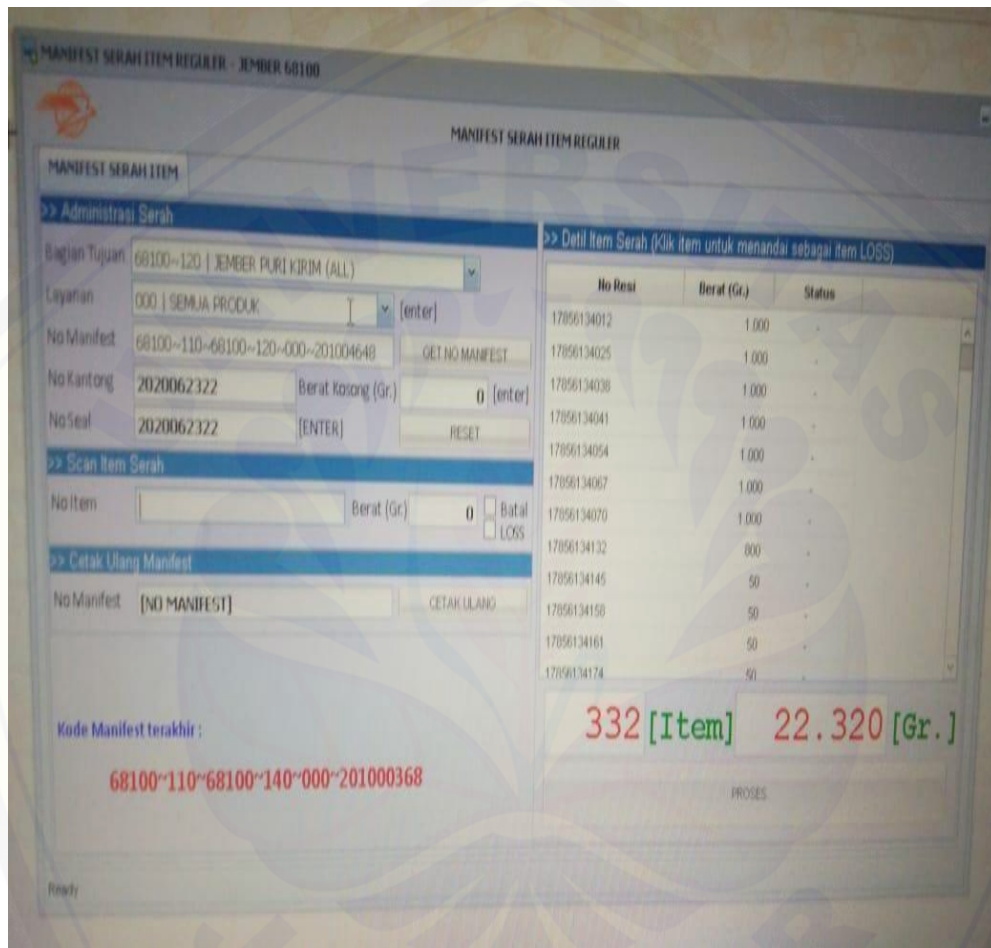 MANIFEST SERAH ITEM REGULER - JEMBER 68100
MANIFEST SERAH ITEM REGULER
MANIFEST SERAH ITEM
>> Administrasi Serah
Bagian Tujuan 68100~120 | JEMBER PURI KIRIM (ALL)
Layanan 000 | SEMUA PRODUK [enter]
No Manifest 68100~110~68100~120~000~201004648 GET NO MANIFEST
No Kantong 2020062322 Berat Kosong (Gr.) 0 [enter]
No Seal 2020062322 [ENTER] RESET
>> Scan Item Serah
No Item Berat (Gr.) 0 Batal
LOSS
>> Cetak Ulang Manifest
No Manifest [NO MANIFEST] CETAK ULANG
Kode Manifest terakhir :
68100~110~68100~140~000~201000368
>> Detil Item Serah (Klik item untuk menandai sebagai item LOSS)
No Resi Berat (Gr.) Status
17856134012 1.000 -
17856134025 1.000 -
17856134038 1.000 -
17856134041 1.000 -
17856134054 1.000 -
17856134067 1.000 -
17856134070 1.000 -
17856134132 800 -
17856134145 50 -
17856134158 50 -
17856134161 50 -
17856134174 50 -
332 [Item] 22.320 [Gr.]
PROSES
Ready
UNIVERSITAS